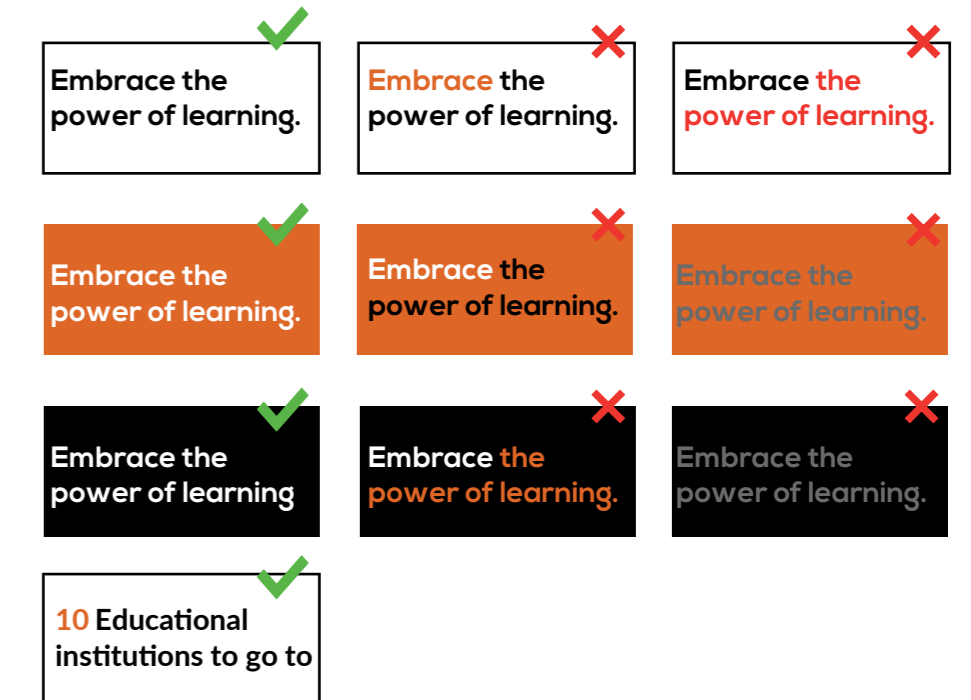 Embrace the
power of learning.
Embrace the
power of learning.
Embrace the
power of learning.
Embrace the
power of learning.
Embrace the
power of learning.
Embrace the
power of learning.
Embrace the
power of learning
Embrace the
power of learning.
Embrace the
power of learning.
10 Educational
institutions to go to